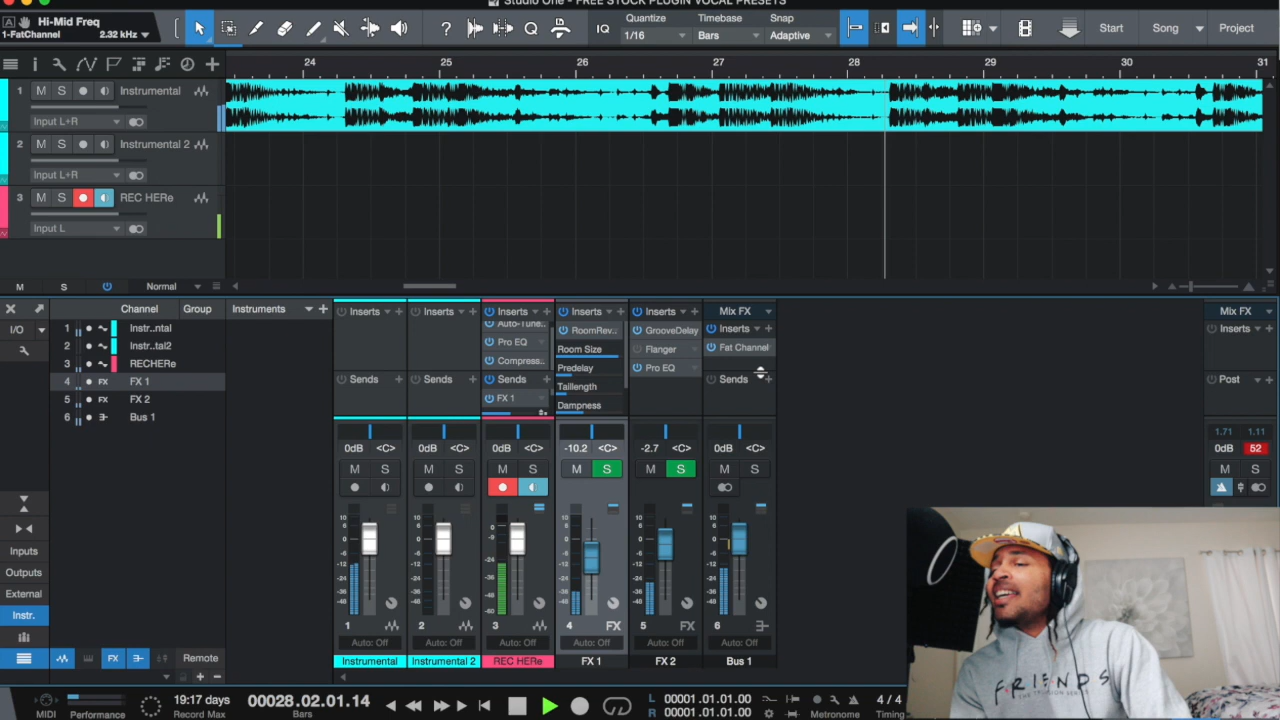 Studio One - FREE STOCK PLUGIN VOCAL PRESETS
Hi-Mid Freq
1-FatChannel 2.32 kHz
IQ
Quantize
1/16
Timebase
Bars
Snap
Adaptive
Start Song Project
24 25 26 27 28 29 30 31
1 M S Instrumental
Input L+R
2 M S Instrumental 2
Input L+R
3 M S REC HERe
Input L
M S Normal
Channel Group Instruments
I/O
1 Instr..ntal
2 Instr..tal2
3 RECHERe
4 FX FX 1
5 FX FX 2
6 Bus 1
Inputs
Outputs
External
Instr.
FX Remote
Inserts Inserts Inserts Inserts Inserts Mix FX Mix FX
Auto-Tune.. RoomRev.. GrooveDelay Inserts Inserts
Pro EQ Room Size Flanger Fat Channel
Compress.. Predelay Pro EQ
Sends Sends Sends Taillength Sends Post
FX 1 Dampness
0dB <C> 0dB <C> 0dB <C> -10.2 <C> -2.7 <C> 0dB <C> 1.71 1.11
0dB 52
M S M S M S M S M S M S M S
1 2 3 4 FX 5 FX 6
Auto: Off Auto: Off Auto: Off Auto: Off Auto: Off Auto: Off
Instrumental Instrumental 2 REC HERe FX 1 FX 2 Bus 1
FRIENDS
MIDI Performance
19:17 days
Record Max
00028.02.01.14
Bars
L 00001.01.01.00
R 00001.01.01.00
Metronome
4 / 4
Timing